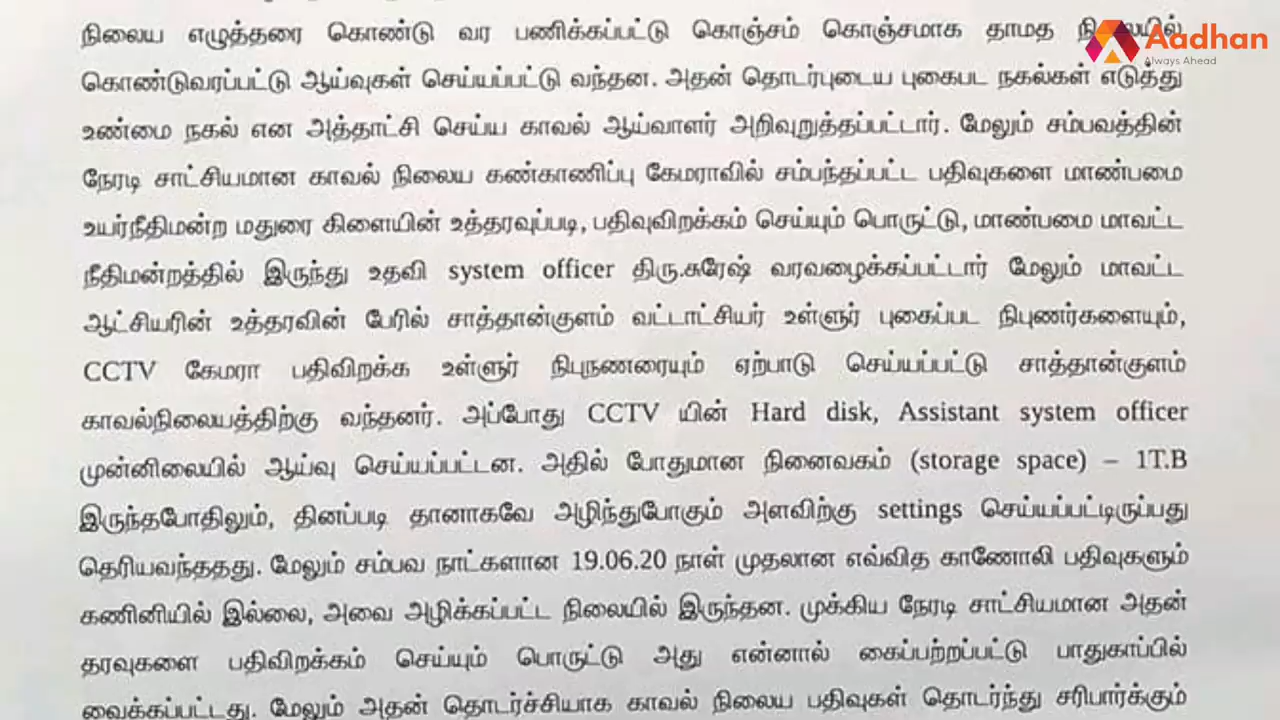 நிலைய எழுத்தரை கொண்டு வர பணிக்கப்பட்டு கொஞ்சம் கொஞ்சமாக தாமத நிலையில்
Aadhan
Always Ahead
கொண்டுவரப்பட்டு ஆய்வுகள் செய்யப்பட்டு வந்தன. அதன் தொடர்புடைய புகைபட நகல்கள் எடுத்து
உண்மை நகல் என அத்தாட்சி செய்ய காவல் ஆய்வாளர் அறிவுறுத்தப்பட்டார். மேலும் சம்பவத்தின்
நேரடி சாட்சியமான காவல் நிலைய கண்காணிப்பு கேமராவில் சம்பந்தப்பட்ட பதிவுகளை மாண்பமை
உயர்நீதிமன்ற மதுரை கிளையின் உத்தரவுப்படி, பதிவுவிறக்கம் செய்யும் பொருட்டு, மாண்பமை மாவட்ட
நீதிமன்றத்தில் இருந்து உதவி system officer திரு.சுரேஷ் வரவழைக்கப்பட்டார் மேலும் மாவட்ட
ஆட்சியரின் உத்தரவின் பேரில் சாத்தான்குளம் வட்டாட்சியர் உள்ளுர் புகைப்பட நிபுணர்களையும்,
CCTV கேமரா பதிவிறக்க உள்ளுர் நிபுநணரையும் ஏற்பாடு செய்யப்பட்டு சாத்தான்குளம்
காவல்நிலையத்திற்கு வந்தனர். அப்போது CCTV யின் Hard disk, Assistant system officer
முன்னிலையில் ஆய்வு செய்யப்பட்டன. அதில் போதுமான நினைவகம் (storage space) – 1T.B
இருந்தபோதிலும், தினப்படி தானாகவே அழிந்துபோகும் அளவிற்கு settings செய்யப்பட்டிருப்பது
தெரியவந்ததது. மேலும் சம்பவ நாட்களான 19.06.20 நாள் முதலான எவ்வித காணோலி பதிவுகளும்
கணினியில் இல்லை, அவை அழிக்கப்பட்ட நிலையில் இருந்தன. முக்கிய நேரடி சாட்சியமான அதன்
தரவுகளை பதிவிறக்கம் செய்யும் பொருட்டு அது என்னால் கைப்பற்றப்பட்டு பாதுகாப்பில்
வைக்கப்பட்டது. மேலும் அதன் தொடர்ச்சியாக காவல் நிலைய பதிவுகள் தொடர்ந்து சரிபார்க்கும்